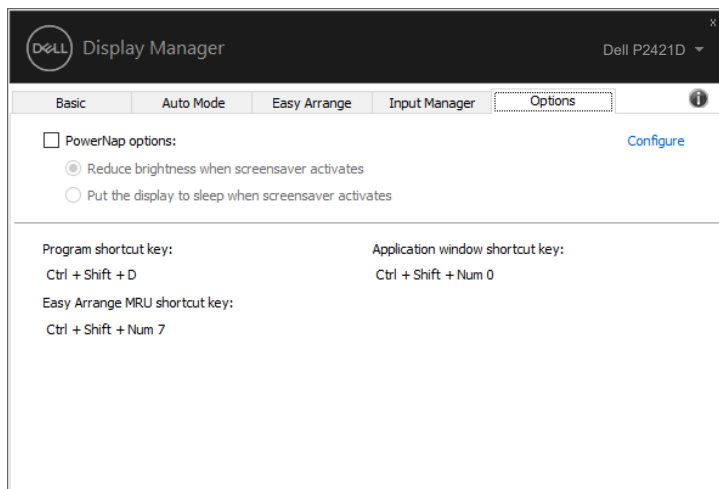 x
DELL
Display Manager
Dell P2421D
Basic
Auto Mode
Easy Arrange
Input Manager
Options
i
PowerNap options:
Configure
Reduce brightness when screensaver activates
Put the display to sleep when screensaver activates
Program shortcut key:
Application window shortcut key:
Ctrl + Shift + D
Ctrl + Shift + Num 0
Easy Arrange MRU shortcut key:
Ctrl + Shift + Num 7